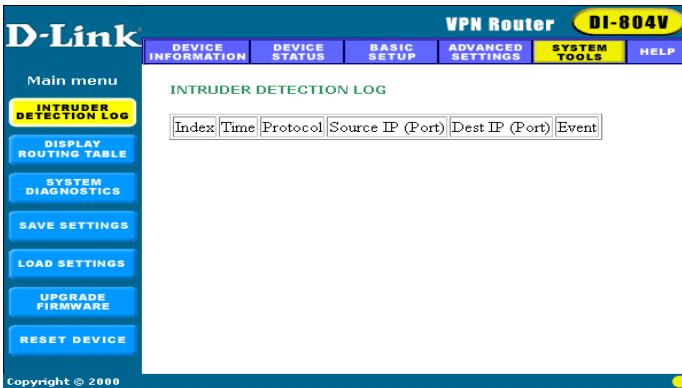 D-Link
VPN Router DI-804V
DEVICE INFORMATION
DEVICE STATUS
BASIC SETUP
ADVANCED SETTINGS
SYSTEM TOOLS
HELP
Main menu
INTRUDER DETECTION LOG
DISPLAY ROUTING TABLE
SYSTEM DIAGNOSTICS
SAVE SETTINGS
LOAD SETTINGS
UPGRADE FIRMWARE
RESET DEVICE
INTRUDER DETECTION LOG
Index Time Protocol Source IP (Port) Dest IP (Port) Event
Copyright © 2000